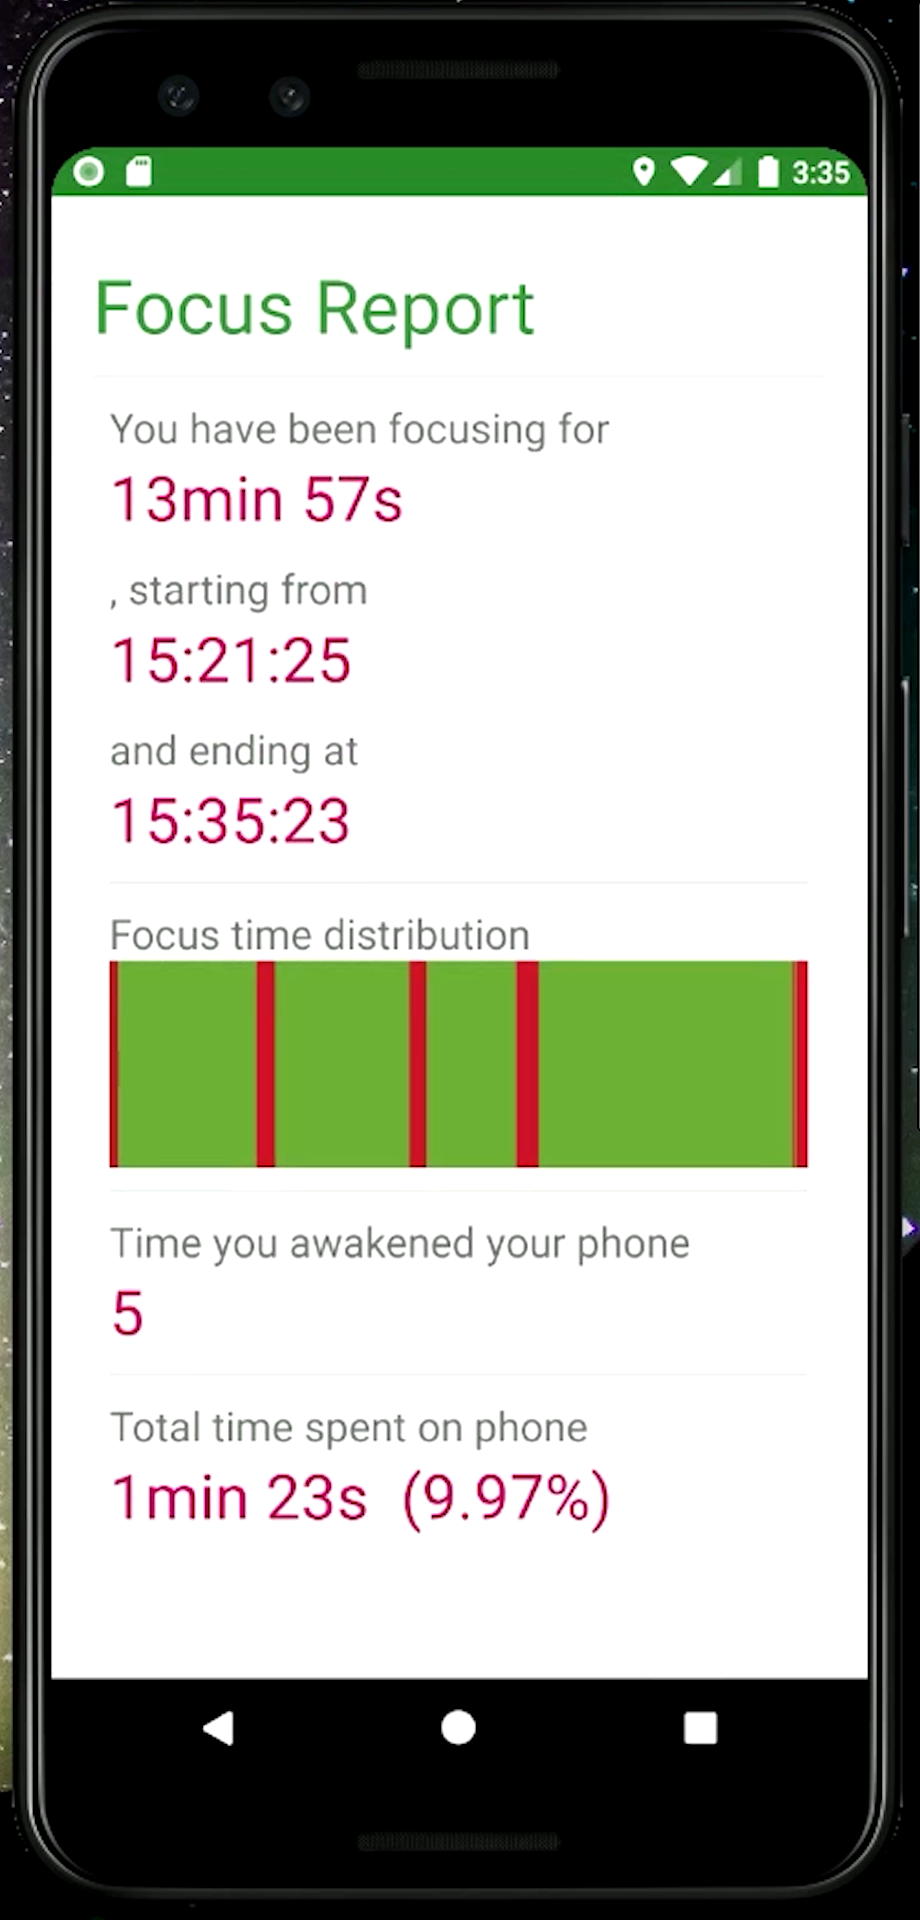 3:35
Focus Report
You have been focusing for
13min 57s
, starting from
15:21:25
and ending at
15:35:23
Focus time distribution
Time you awakened your phone
5
Total time spent on phone
1min 23s (9.97%)